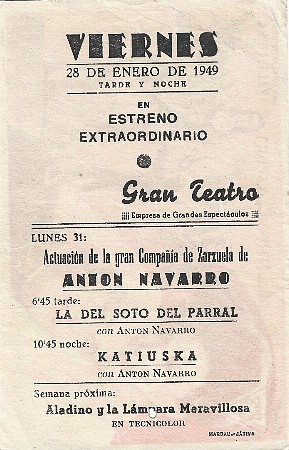 VIERNES
28 DE ENERO DE 1949
TARDE Y NOCHE
EN
ESTRENO
EXTRAORDINARIO
Gran Teatro
Empresa de Grandes Espectáculos
LUNES 31:
Actuación de la gran Compañía de Zarzuela de
ANTON NAVARRO
6'45 tarde:
LA DEL SOTO DEL PARRAL
con ANTON NAVARRO
10'45 noche:
KATIUSKA
con ANTON NAVARRO
Semana próxima:
Aladino y la Lámpara Maravillosa
EN TECNICOLOR